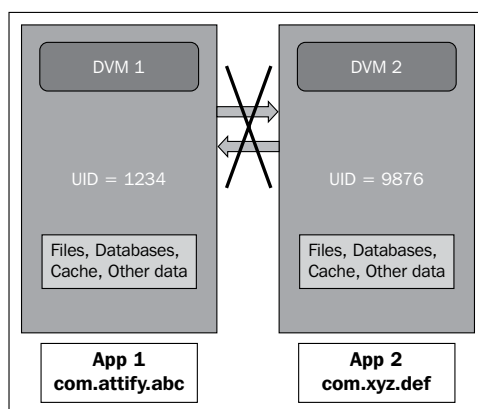 DVM 1
DVM 2
UID = 1234
UID = 9876
Files, Databases,
Cache, Other data
Files, Databases,
Cache, Other data
App 1
com.attify.abc
App 2
com.xyz.def